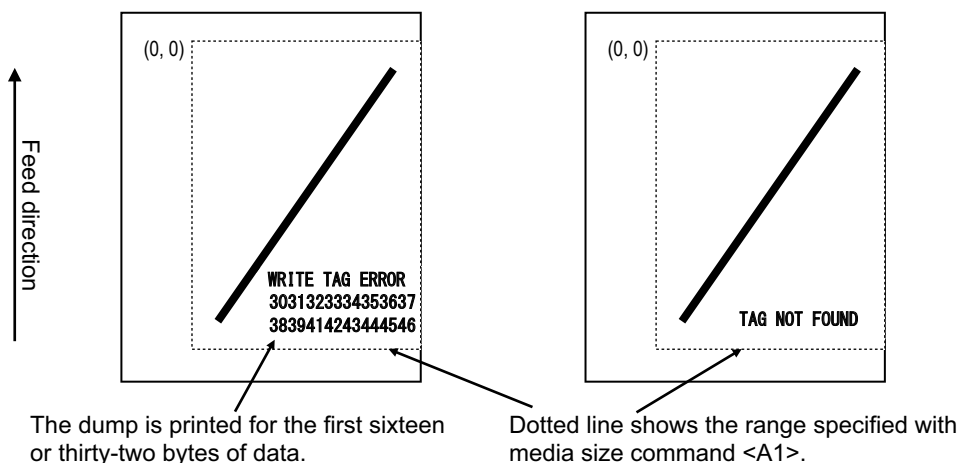 (0, 0)
(0, 0)
Feed direction
WRITE TAG ERROR
3031323334353637
3839414243444546
TAG NOT FOUND
The dump is printed for the first sixteen
or thirty-two bytes of data.
Dotted line shows the range specified with
media size command <A1>.